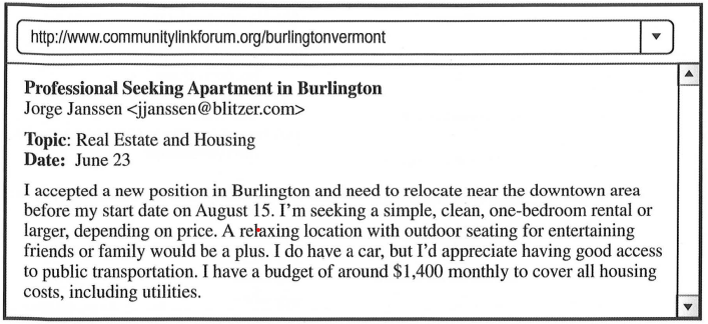 http://www.communitylinkforum.org/burlingtonvermont
Professional Seeking Apartment in Burlington
Jorge Janssen <jjanssen@blitzer.com>
Topic: Real Estate and Housing
Date: June 23
I accepted a new position in Burlington and need to relocate near the downtown area
before my start date on August 15. I'm seeking a simple, clean, one-bedroom rental or
larger, depending on price. A relaxing location with outdoor seating for entertaining
friends or family would be a plus. I do have a car, but I'd appreciate having good access
to public transportation. I have a budget of around $1,400 monthly to cover all housing
costs, including utilities.